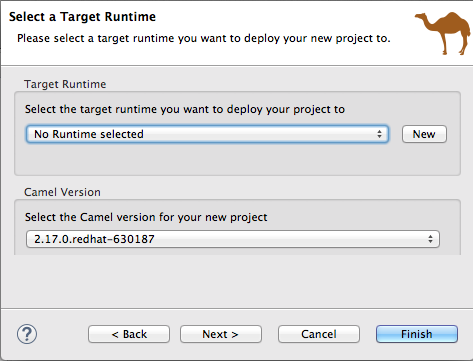 Select a Target Runtime
Please select a target runtime you want to deploy your new project to.
Target Runtime
Select the target runtime you want to deploy your project to
No Runtime selected
New
Camel Version
Select the Camel version for your new project
2.17.0.redhat-630187
?
< Back
Next >
Cancel
Finish